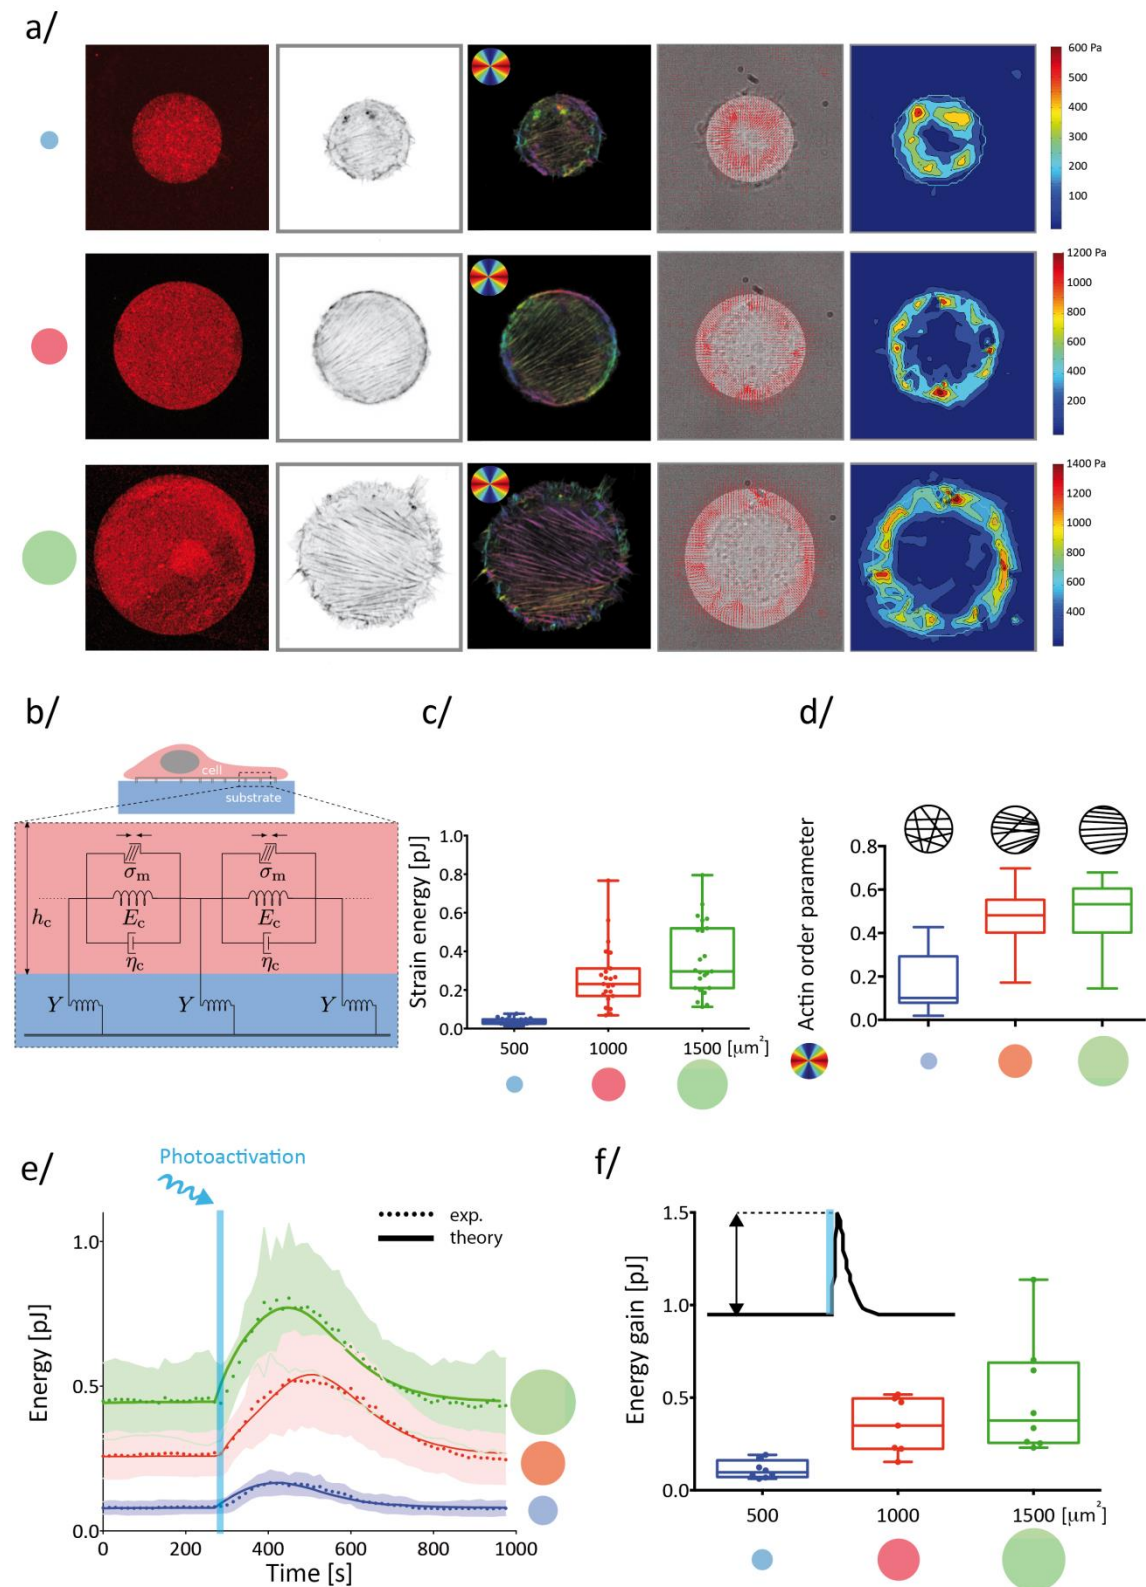 a/
600 Pa
500
400
300
200
100
1200 Pa
1000
800
600
400
200
1400 Pa
1200
1000
800
600
400
b/
cell
substrate
σm σm
hc
Ec Ec
ηc ηc
Y Y Y
c/
Strain energy [pJ]
1.0
0.8
0.6
0.4
0.2
0.0
500 1000 1500 [μm²]
d/
Actin order parameter
0.8
0.6
0.4
0.2
0.0
e/
Photoactivation
exp.
theory
Energy [pJ]
1.0
0.5
0.0
0 200 400 600 800 1000
Time [s]
f/
Energy gain [pJ]
1.5
1.0
0.5
0.0
500 1000 1500 [μm²]